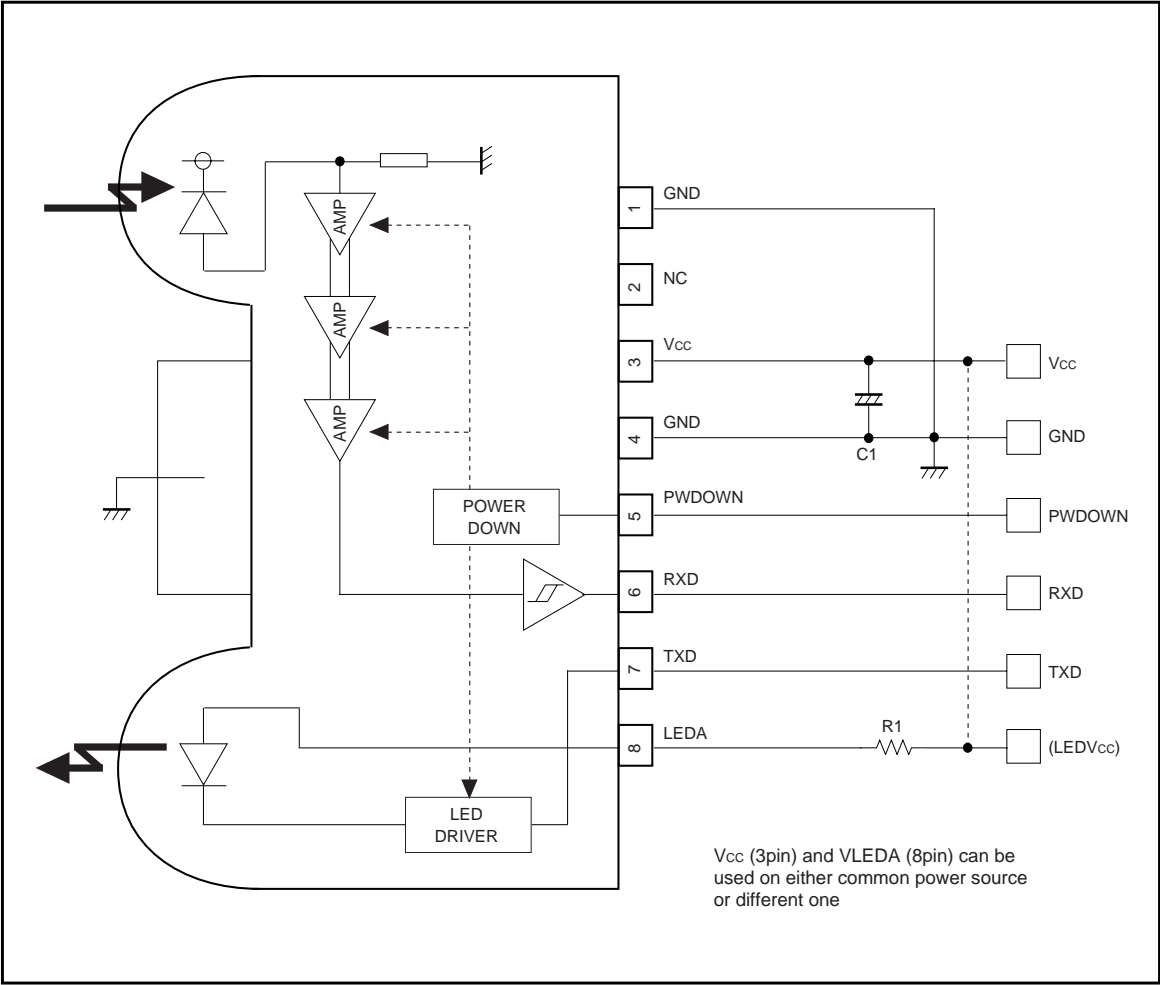 AMP
AMP
AMP
POWER
DOWN
LED
DRIVER
1
GND
2
NC
3
Vcc
Vcc
4
GND
C1
GND
5
PWDOWN
PWDOWN
6
RXD
RXD
7
TXD
TXD
8
LEDA
R1
(LEDVcc)
Vcc (3pin) and VLEDA (8pin) can be
used on either common power source
or different one